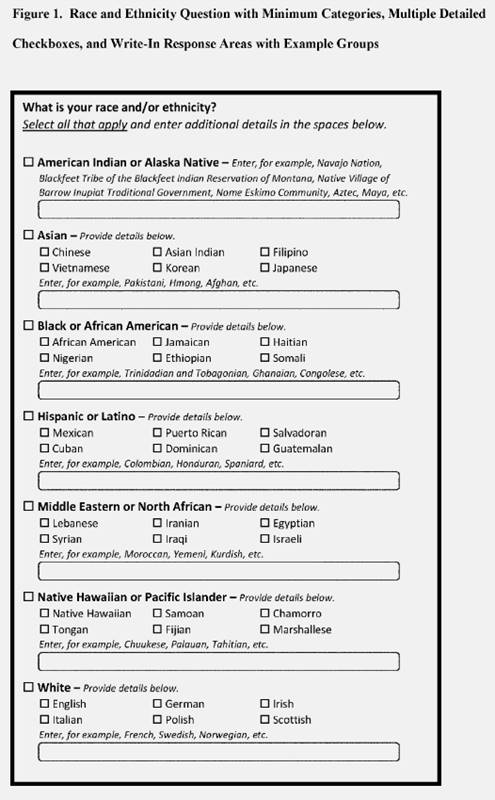 Figure 1. Race and Ethnicity Question with Minimum Categories, Multiple Detailed
Checkboxes, and Write-In Response Areas with Example Groups
What is your race and/or ethnicity?
Select all that apply and enter additional details in the spaces below.
American Indian or Alaska Native – Enter, for example, Navajo Nation,
Blackfeet Tribe of the Blackfeet Indian Reservation of Montana, Native Village of
Barrow Inupiat Traditional Government, Nome Eskimo Community, Aztec, Maya, etc.
Asian – Provide details below.
Chinese Asian Indian Filipino
Vietnamese Korean Japanese
Enter, for example, Pakistani, Hmong, Afghan, etc.
Black or African American – Provide details below.
African American Jamaican Haitian
Nigerian Ethiopian Somali
Enter, for example, Trinidadian and Tobagonian, Ghanaian, Congolese, etc.
Hispanic or Latino – Provide details below.
Mexican Puerto Rican Salvadoran
Cuban Dominican Guatemalan
Enter, for example, Colombian, Honduran, Spaniard, etc.
Middle Eastern or North African – Provide details below.
Lebanese Iranian Egyptian
Syrian Iraqi Israeli
Enter, for example, Moroccan, Yemeni, Kurdish, etc.
Native Hawaiian or Pacific Islander – Provide details below.
Native Hawaiian Samoan Chamorro
Tongan Fijian Marshallese
Enter, for example, Chuukese, Palauan, Tahitian, etc.
White – Provide details below.
English German Irish
Italian Polish Scottish
Enter, for example, French, Swedish, Norwegian, etc.